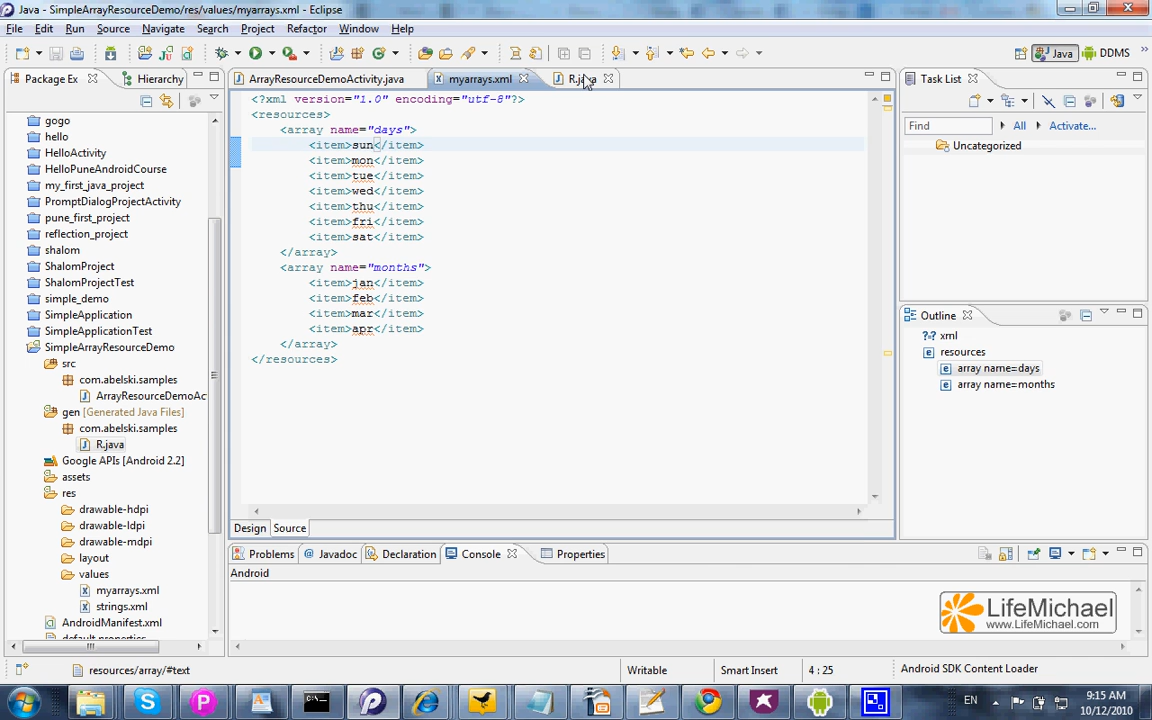 Java - SimpleArrayResourceDemo/res/values/myarrays.xml - Eclipse
File Edit Run Source Navigate Search Project Refactor Window Help
Java DDMS
Package Ex
Hierarchy
gogo
hello
HelloActivity
HelloPuneAndroidCourse
my_first_java_project
PromptDialogProjectActivity
pune_first_project
reflection_project
shalom
ShalomProject
ShalomProjectTest
simple_demo
SimpleApplication
SimpleApplicationTest
SimpleArrayResourceDemo
src
com.abelski.samples
ArrayResourceDemoAc
gen [Generated Java Files]
com.abelski.samples
R.java
Google APIs [Android 2.2]
assets
res
drawable-hdpi
drawable-ldpi
drawable-mdpi
layout
values
myarrays.xml
strings.xml
AndroidManifest.xml
default.properties
ArrayResourceDemoActivity.java myarrays.xml R.java
<?xml version="1.0" encoding="utf-8"?>
<resources>
<array name="days">
<item>sun</item>
<item>mon</item>
<item>tue</item>
<item>wed</item>
<item>thu</item>
<item>fri</item>
<item>sat</item>
</array>
<array name="months">
<item>jan</item>
<item>feb</item>
<item>mar</item>
<item>apr</item>
</array>
</resources>
Design Source
Task List
Find All Activate...
Uncategorized
Outline
xml
resources
array name=days
array name=months
Problems Javadoc Declaration Console Properties
Android
LifeMichael
www.LifeMichael.com
resources/array/#text
Writable
Smart Insert
4 : 25
Android SDK Content Loader
EN
9:15 AM
10/12/2010